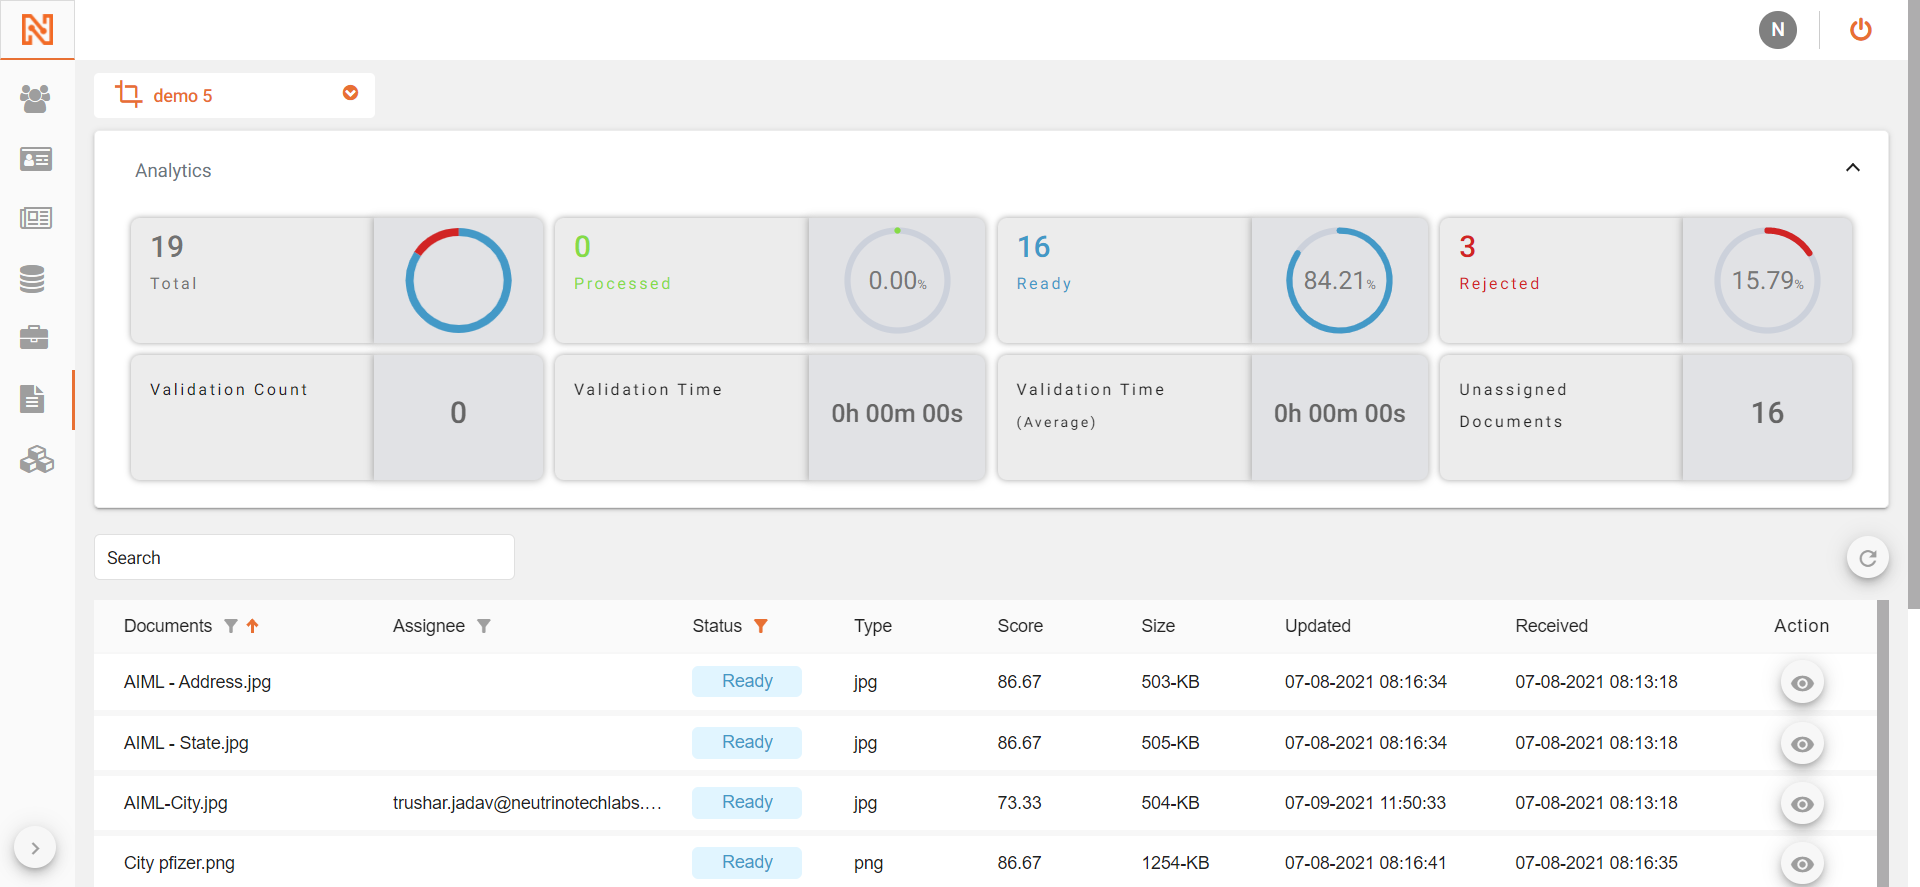 N
demo 5
Analytics
19
Total
0
Processed
0.00%
16
Ready
84.21%
3
Rejected
15.79%
Validation Count
0
Validation Time
0h 00m 00s
Validation Time
(Average)
0h 00m 00s
Unassigned
Documents
16
Search
Documents Assignee Status Type Score Size Updated Received Action
AIML - Address.jpg Ready jpg 86.67 503-KB 07-08-2021 08:16:34 07-08-2021 08:13:18
AIML - State.jpg Ready jpg 86.67 505-KB 07-08-2021 08:16:34 07-08-2021 08:13:18
AIML-City.jpg trushar.jadav@neutrinotechlabs.... Ready jpg 73.33 504-KB 07-09-2021 11:50:33 07-08-2021 08:13:18
City pfizer.png Ready png 86.67 1254-KB 07-08-2021 08:16:41 07-08-2021 08:16:35